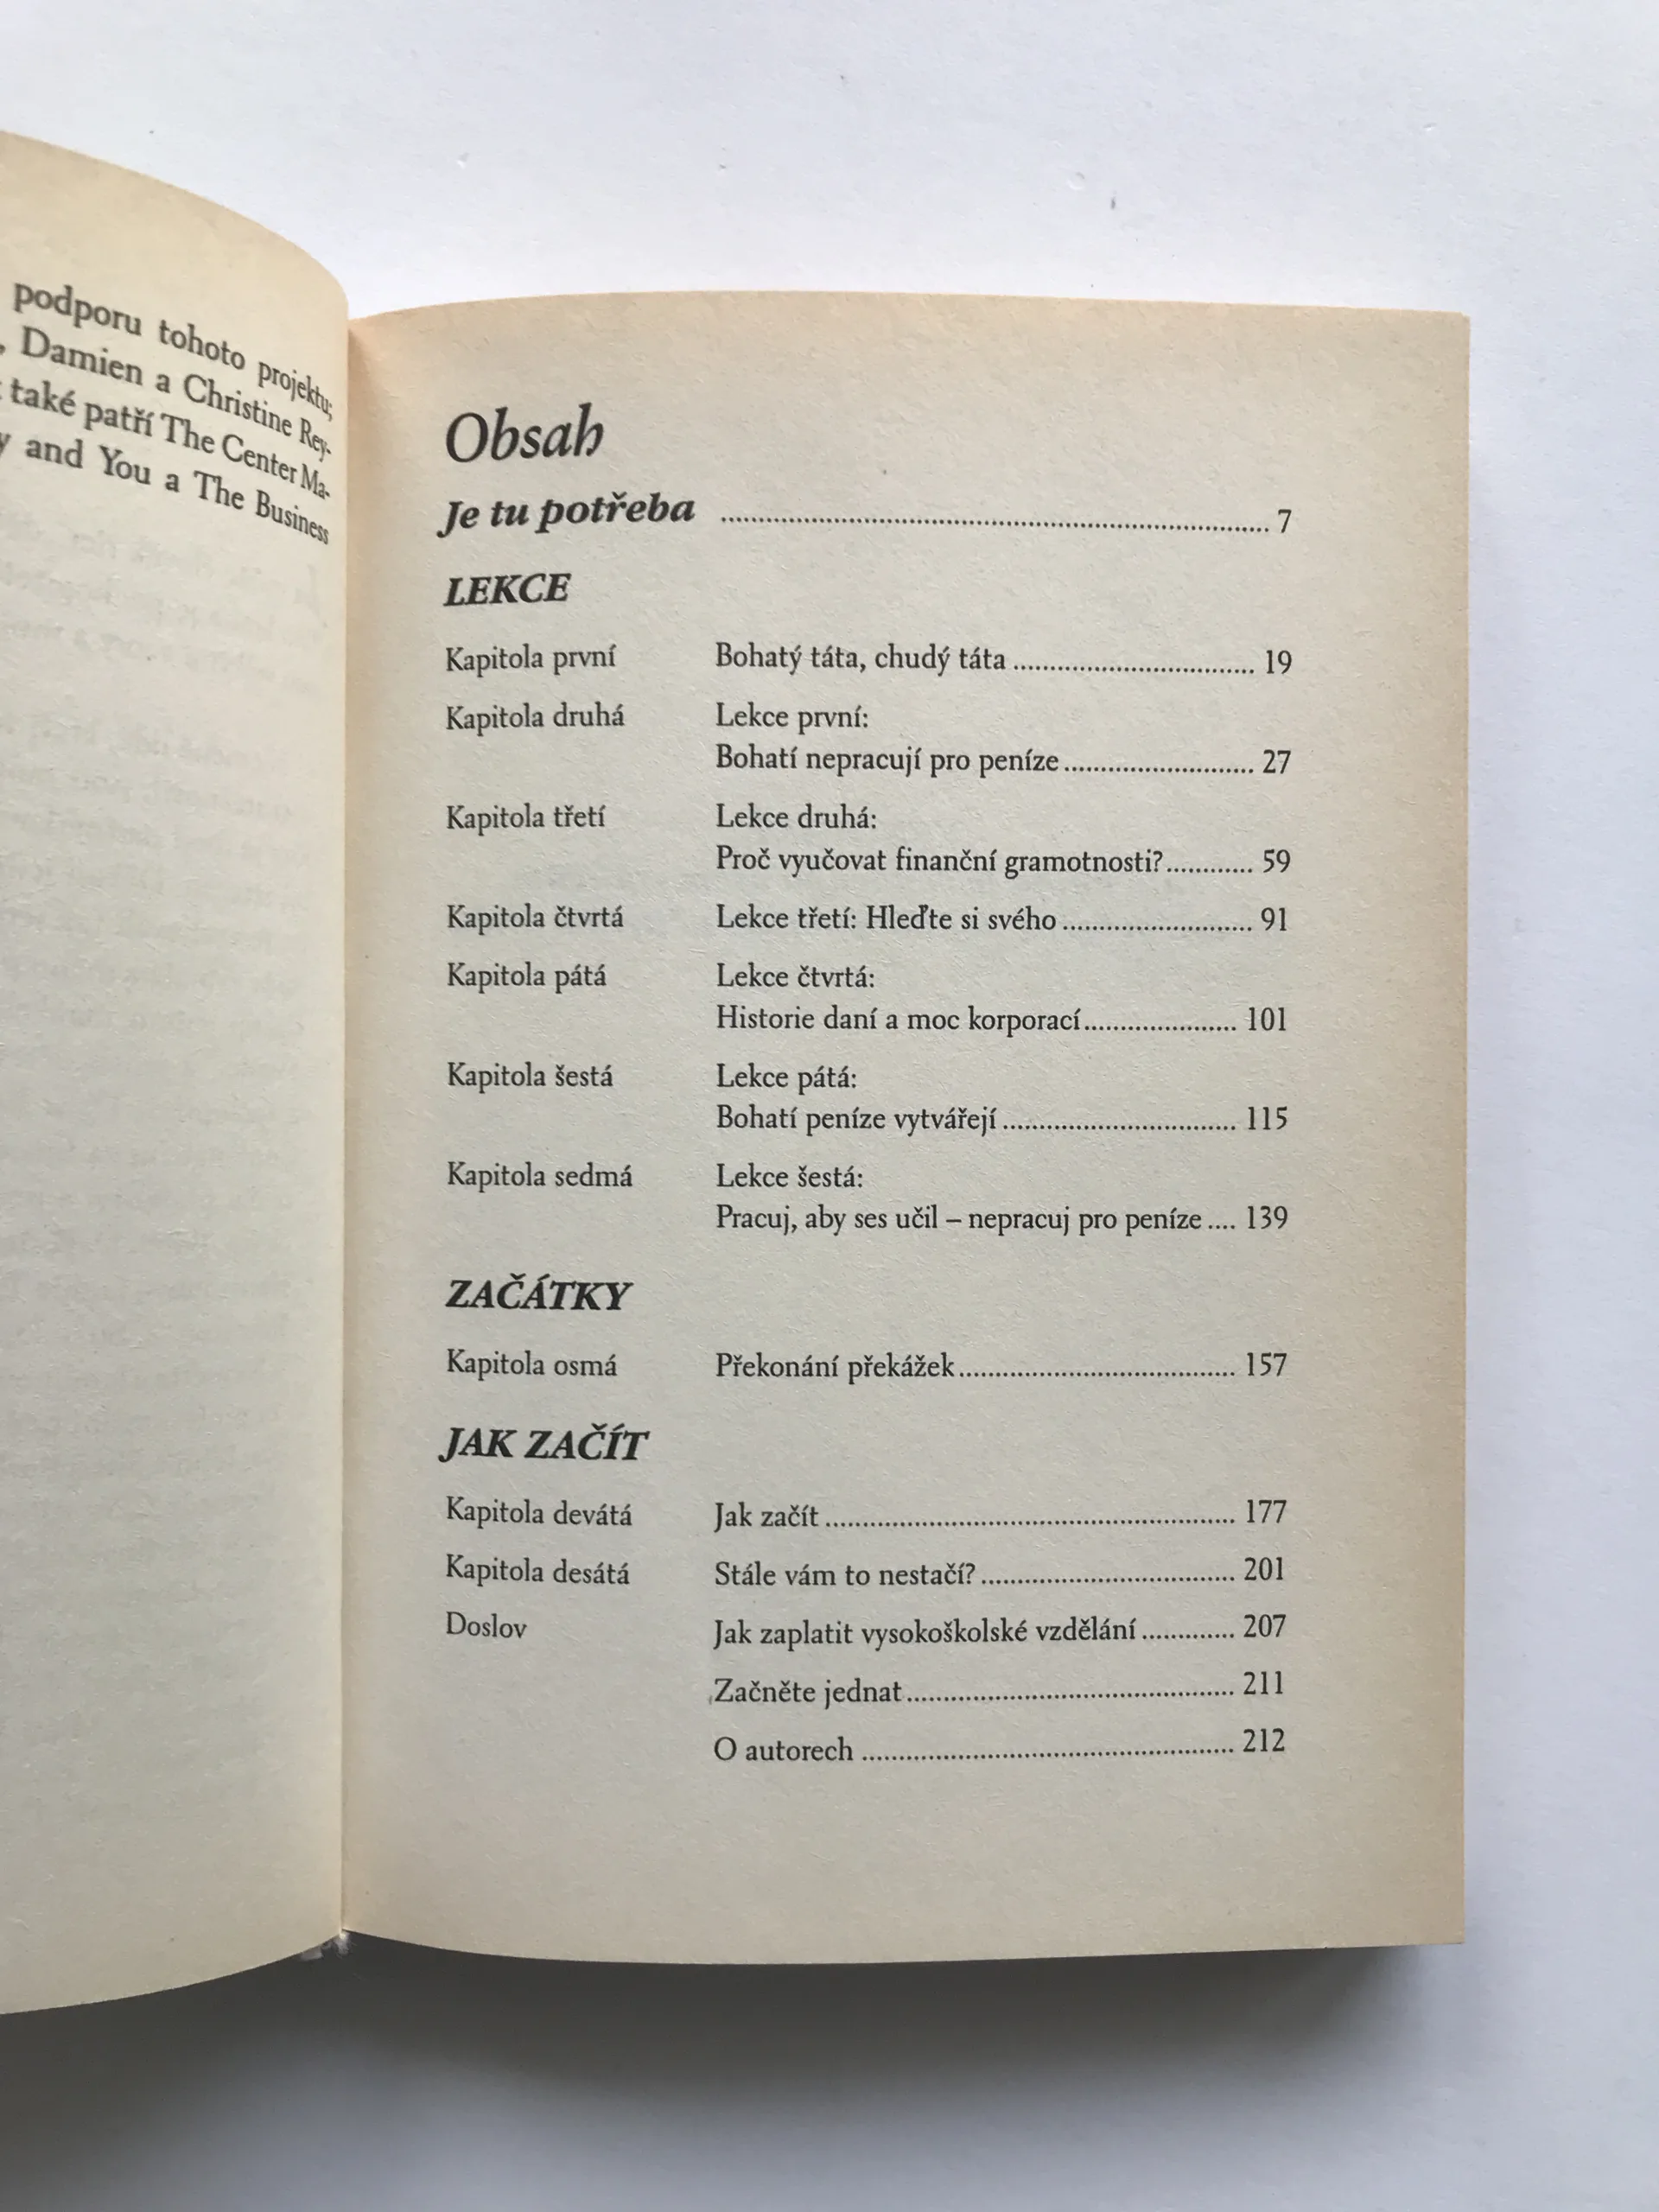 podporu tohoto projektu;
, Damien a Christine Rey-
také patří The Center Ma-
y and You a The Business
Obsah
Je tu potřeba ........ 7
LEKCE
Kapitola první Bohatý táta, chudý táta ........ 19
Kapitola druhá Lekce první:
Bohatí nepracují pro peníze ........ 27
Kapitola třetí Lekce druhá:
Proč vyučovat finanční gramotnosti? ........ 59
Kapitola čtvrtá Lekce třetí: Hleďte si svého ........ 91
Kapitola pátá Lekce čtvrtá:
Historie daní a moc korporací ........ 101
Kapitola šestá Lekce pátá:
Bohatí peníze vytvářejí ........ 115
Kapitola sedmá Lekce šestá:
Pracuj, aby ses učil – nepracuj pro peníze .... 139
ZAČÁTKY
Kapitola osmá Překonání překážek ........ 157
JAK ZAČÍT
Kapitola devátá Jak začít ........ 177
Kapitola desátá Stále vám to nestačí? ........ 201
Doslov Jak zaplatit vysokoškolské vzdělání ........ 207
Začněte jednat ........ 211
O autorech ........ 212